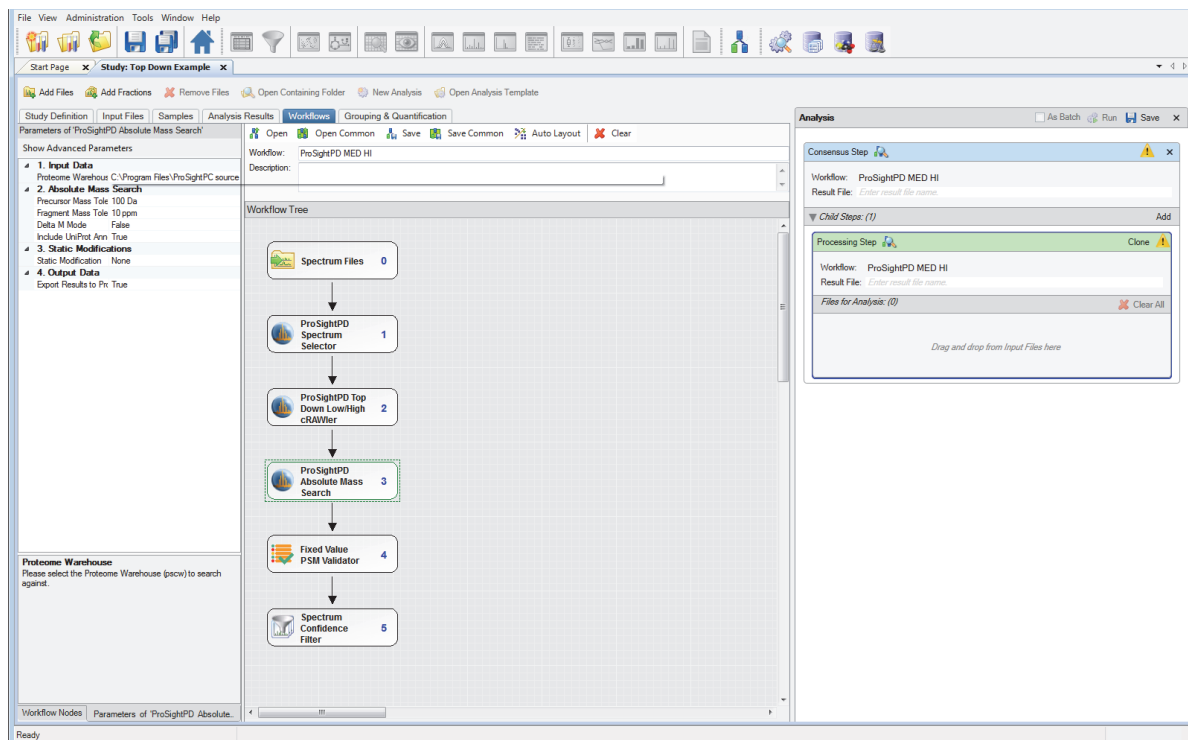 File View Administration Tools Window Help
Start Page x Study: Top Down Example x
Add Files Add Fractions Remove Files Open Containing Folder New Analysis Open Analysis Template
Study Definition Input Files Samples Analysis Results Workflows Grouping & Quantification
Parameters of 'ProSightPD Absolute Mass Search'
Show Advanced Parameters
1. Input Data
Proteome Warehous C:\Program Files\ProSightPC source
2. Absolute Mass Search
Precursor Mass Tole 100 Da
Fragment Mass Tole 10 ppm
Delta M Mode False
Include UniProt Ann True
3. Static Modifications
Static Modification None
4. Output Data
Export Results to Prc True
Proteome Warehouse
Please select the Proteome Warehouse (pscw) to search
against.
Workflow Nodes Parameters of 'ProSightPD Absolute...
Open Open Common Save Save Common Auto Layout Clear
Workflow: ProSightPD MED HI
Description:
Workflow Tree
Spectrum Files 0
ProSightPD
Spectrum 1
Selector
ProSightPD Top
Down Low/High 2
cRAWler
ProSightPD
Absolute Mass 3
Search
Fixed Value
PSM Validator 4
Spectrum
Confidence 5
Filter
Analysis As Batch Run Save x
Consensus Step x
Workflow: ProSightPD MED HI
Result File: Enter result file name.
Child Steps: (1) Add
Processing Step Clone
Workflow: ProSightPD MED HI
Result File: Enter result file name.
Files for Analysis: (0) Clear All
Drag and drop from Input Files here
Ready